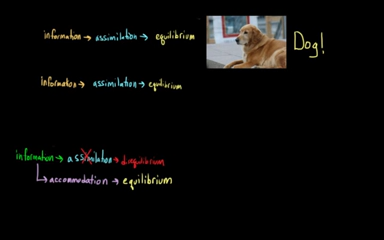 information → assimilation → equilibrium
Dog!
information → assimilation → equilibrium
information → assimilation → disequilibrium
↳ accommodation → equilibrium